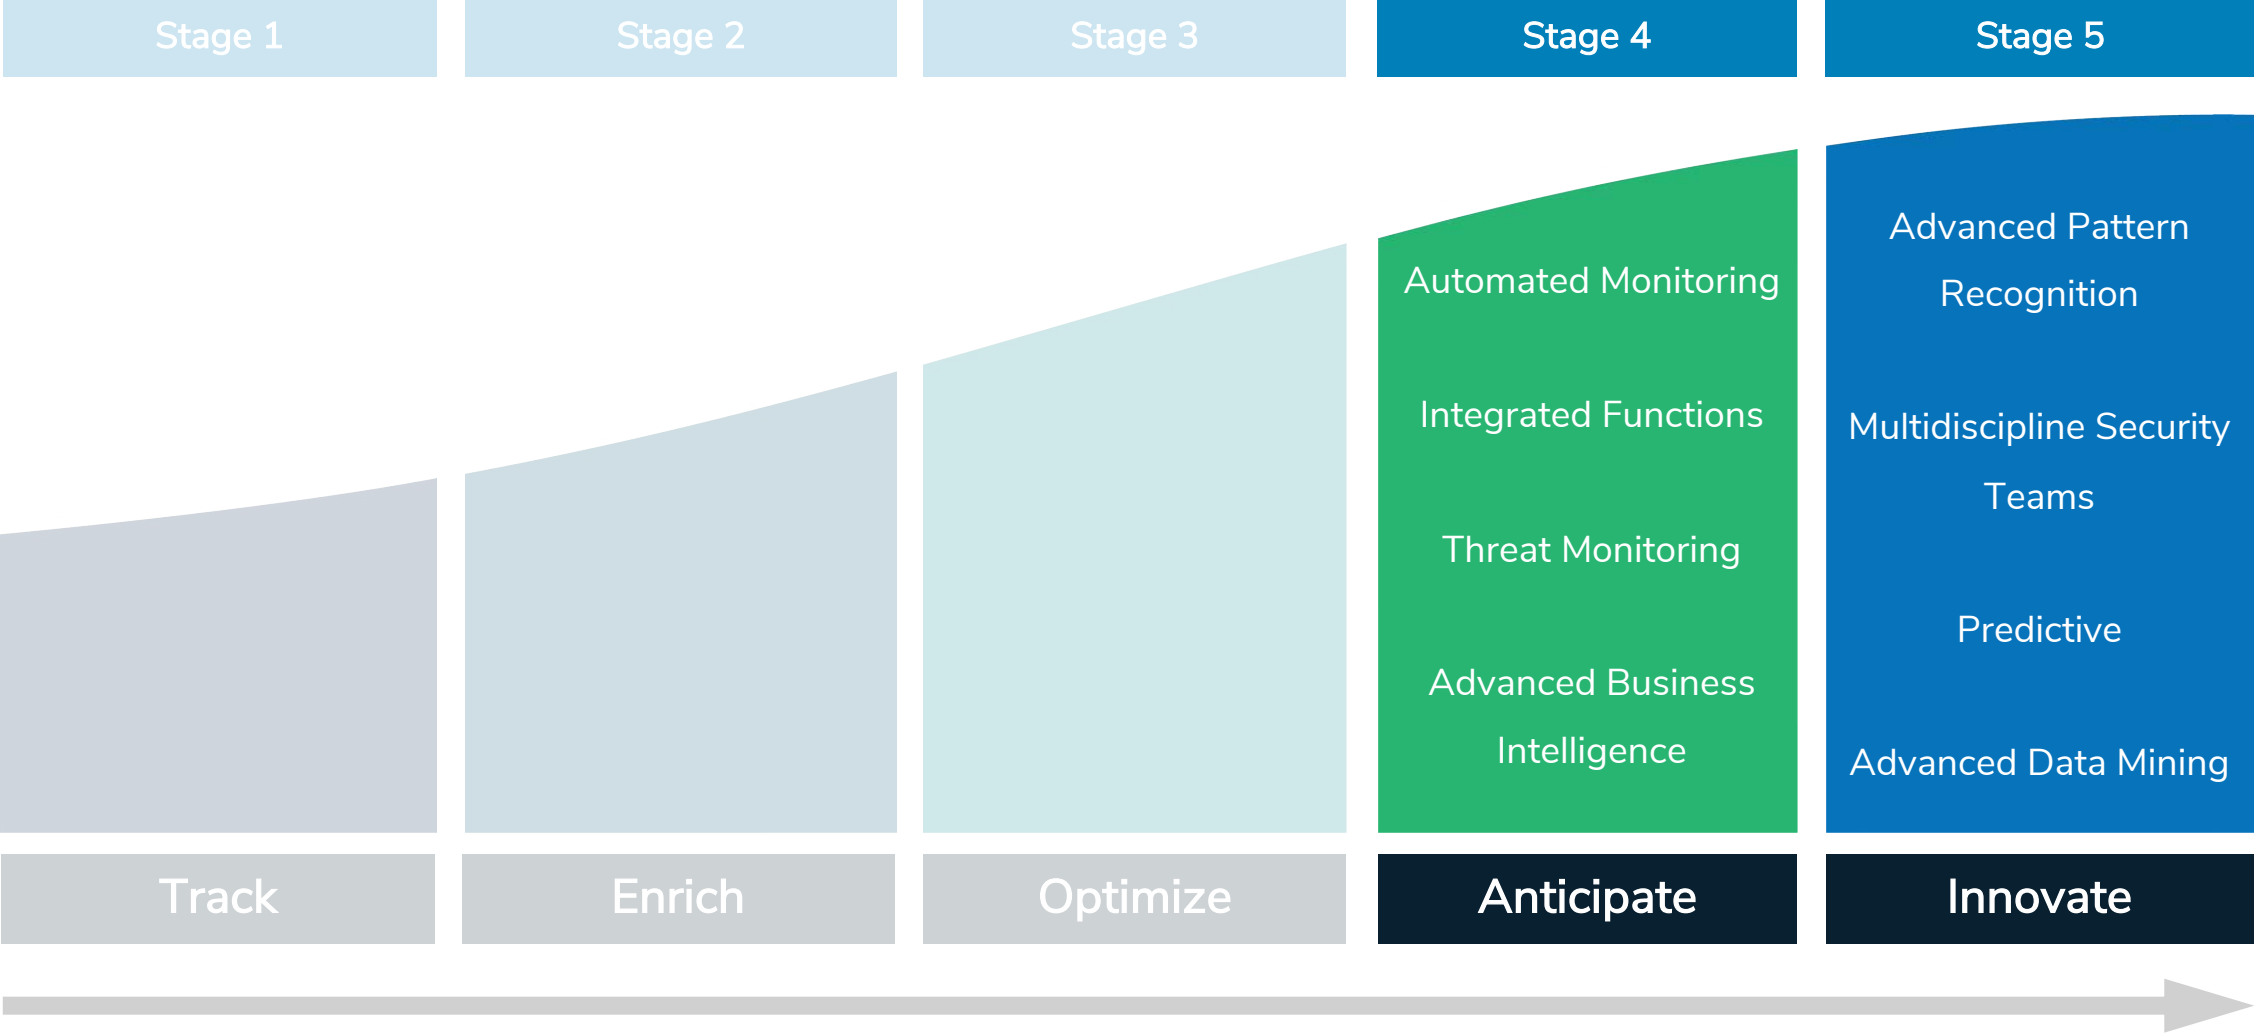 Stage 1
Stage 2
Stage 3
Stage 4
Stage 5
Automated Monitoring
Integrated Functions
Threat Monitoring
Advanced Business
Intelligence
Advanced Pattern
Recognition
Multidiscipline Security
Teams
Predictive
Advanced Data Mining
Track
Enrich
Optimize
Anticipate
Innovate